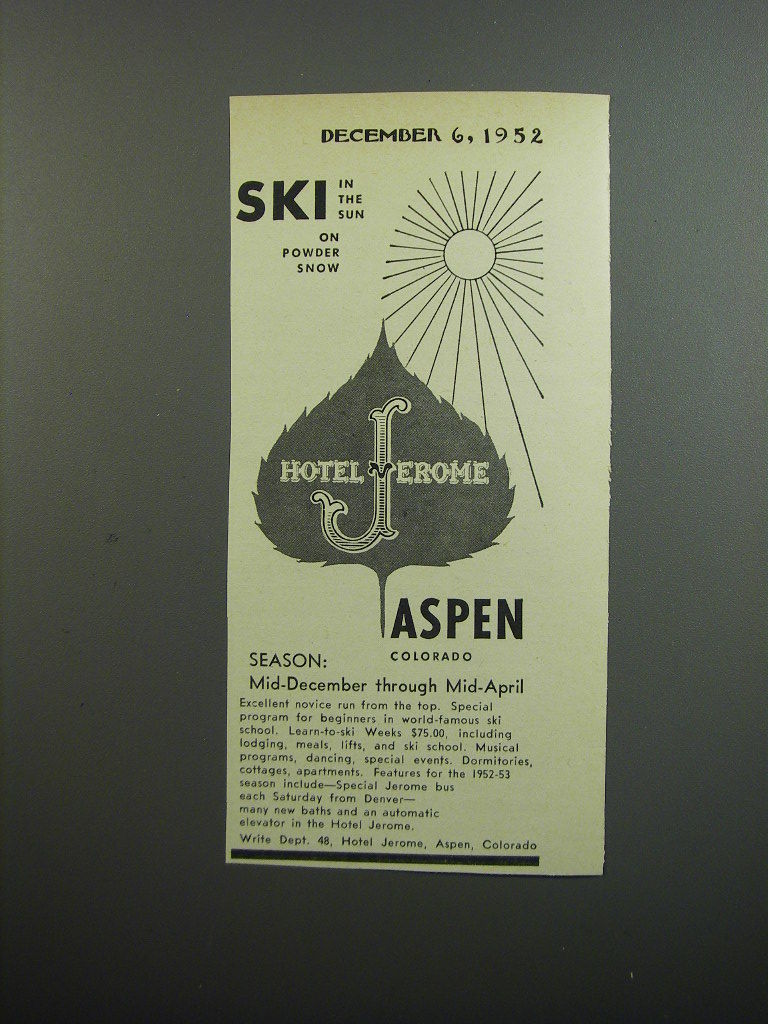 DECEMBER 6, 1952
SKI IN
THE
SUN
ON
POWDER
SNOW
HOTEL JEROME
ASPEN
COLORADO
SEASON:
Mid-December through Mid-April
Excellent novice run from the top. Special
program for beginners in world-famous ski
school. Learn-to-ski Weeks $75.00, including
lodging, meals, lifts, and ski school. Musical
programs, dancing, special events. Dormitories,
cottages, apartments. Features for the 1952-53
season include—Special Jerome bus
each Saturday from Denver—
many new baths and an automatic
elevator in the Hotel Jerome.
Write Dept. 48, Hotel Jerome, Aspen, Colorado